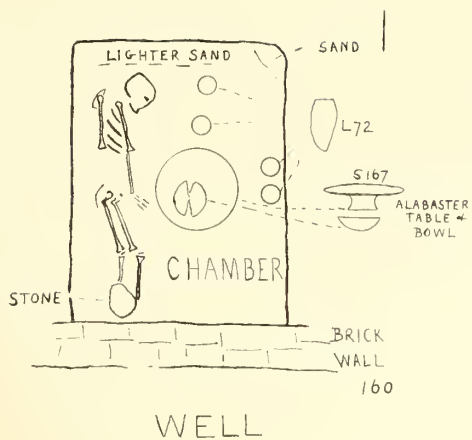 LIGHTER SAND
SAND
L72
S167
ALABASTER
TABLE &
BOWL
CHAMBER
STONE
BRICK
WALL
160
WELL